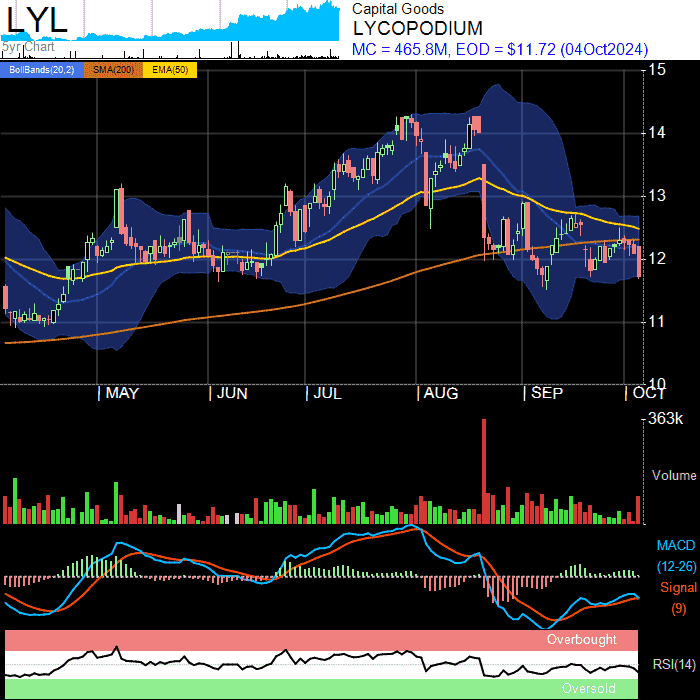 LYL
5yr Chart
Capital Goods
LYCOPODIUM
MC = 465.8M, EOD = $11.72 (04Oct2024)
BollBands(20,2) SMA(200) EMA(50)
15
14
13
12
11
10
MAY JUN JUL AUG SEP OCT
363k
Volume
MACD
(12-26)
Signal
(9)
Overbought
RSI(14)
Oversold